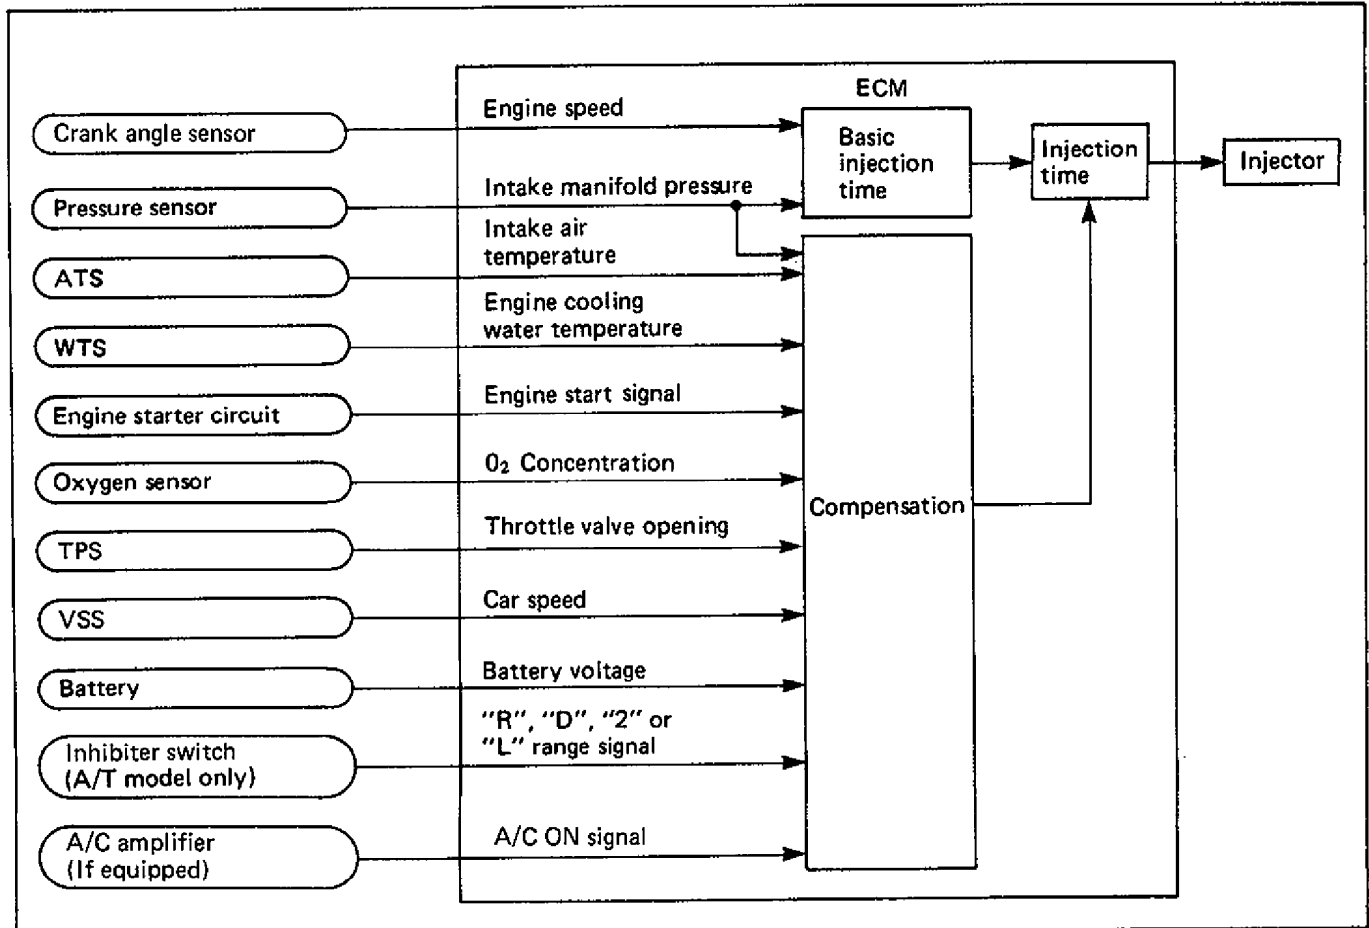 ECM
Crank angle sensor
Engine speed
Basic
injection
time
Injection
time
Injector
Pressure sensor
Intake manifold pressure
ATS
Intake air
temperature
WTS
Engine cooling
water temperature
Engine starter circuit
Engine start signal
Oxygen sensor
O₂ Concentration
Compensation
TPS
Throttle valve opening
VSS
Car speed
Battery
Battery voltage
Inhibiter switch
(A/T model only)
"R", "D", "2" or
"L" range signal
A/C amplifier
(If equipped)
A/C ON signal